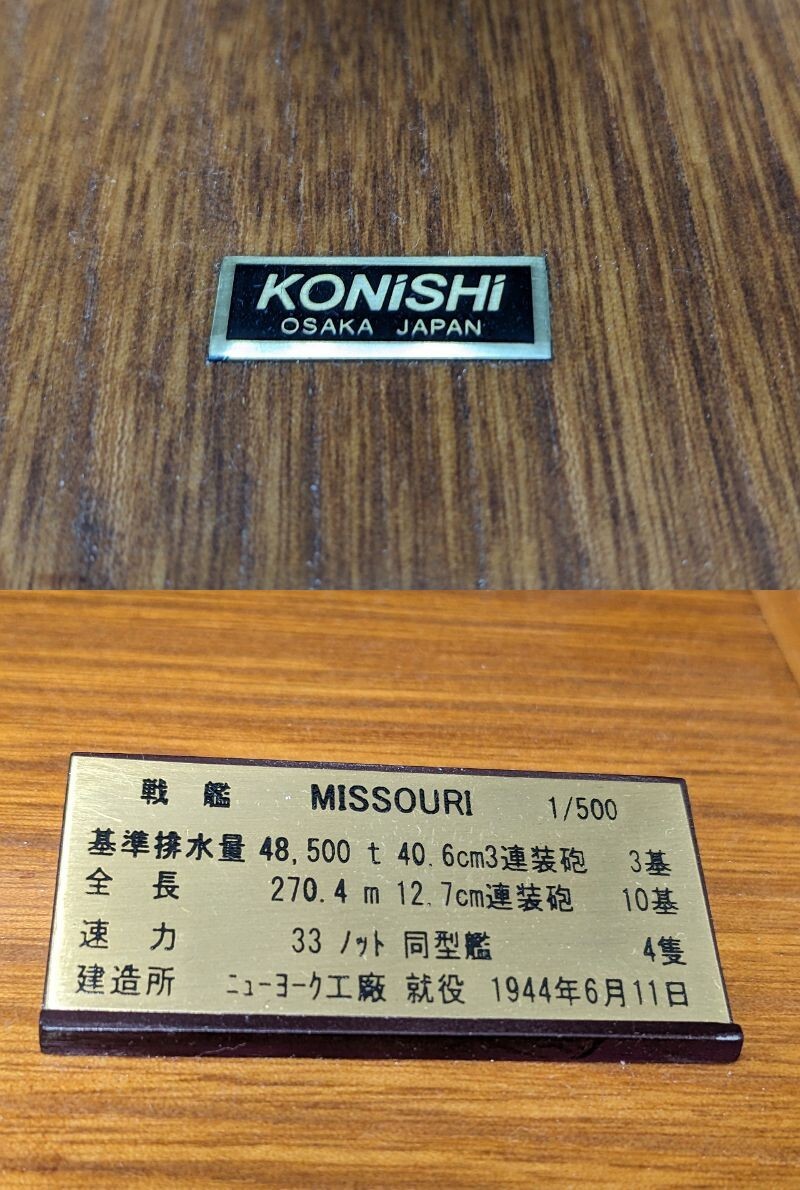 KONiSHi
OSAKA JAPAN
戦艦 MISSOURI 1/500
基準排水量 48,500 t 40.6cm3連装砲 3基
全長 270.4 m 12.7cm連装砲 10基
速力 33 ﾉｯﾄ 同型艦 4隻
建造所 ﾆｭｰﾖｰｸ工廠 就役 1944年6月11日